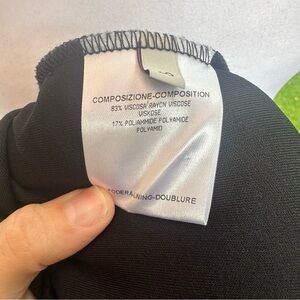 S
COMPOSIZIONE-COMPOSITION
83% VISCOSA RAYON VISCOSE
VISKOSE
17% POLIAMMIDE POLYAMIDE
POLYAMID
FODERA-LINING-DOUBLURE